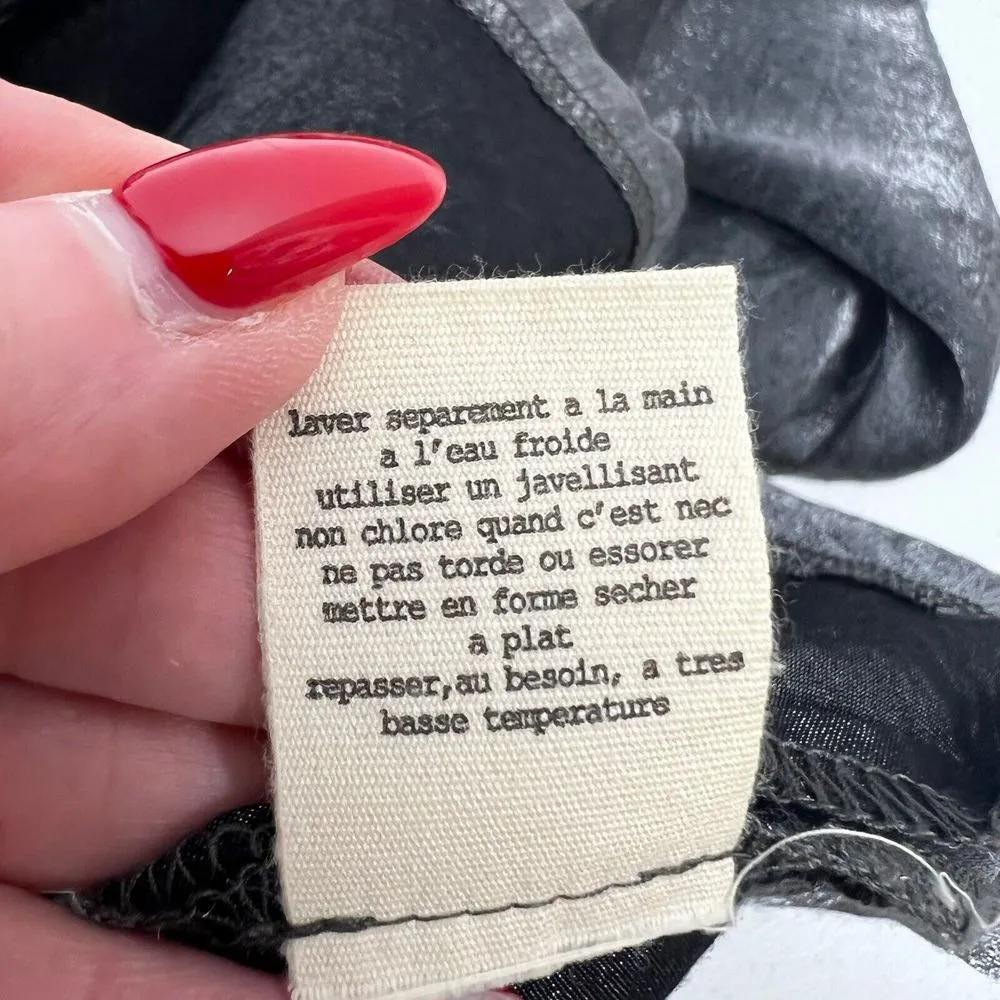 laver separement a la main
a l'eau froide
utiliser un javellisant
non chlore quand c'est nec
ne pas torde ou essorer
mettre en forme secher
a plat
repasser,au besoin, a tres
basse temperature